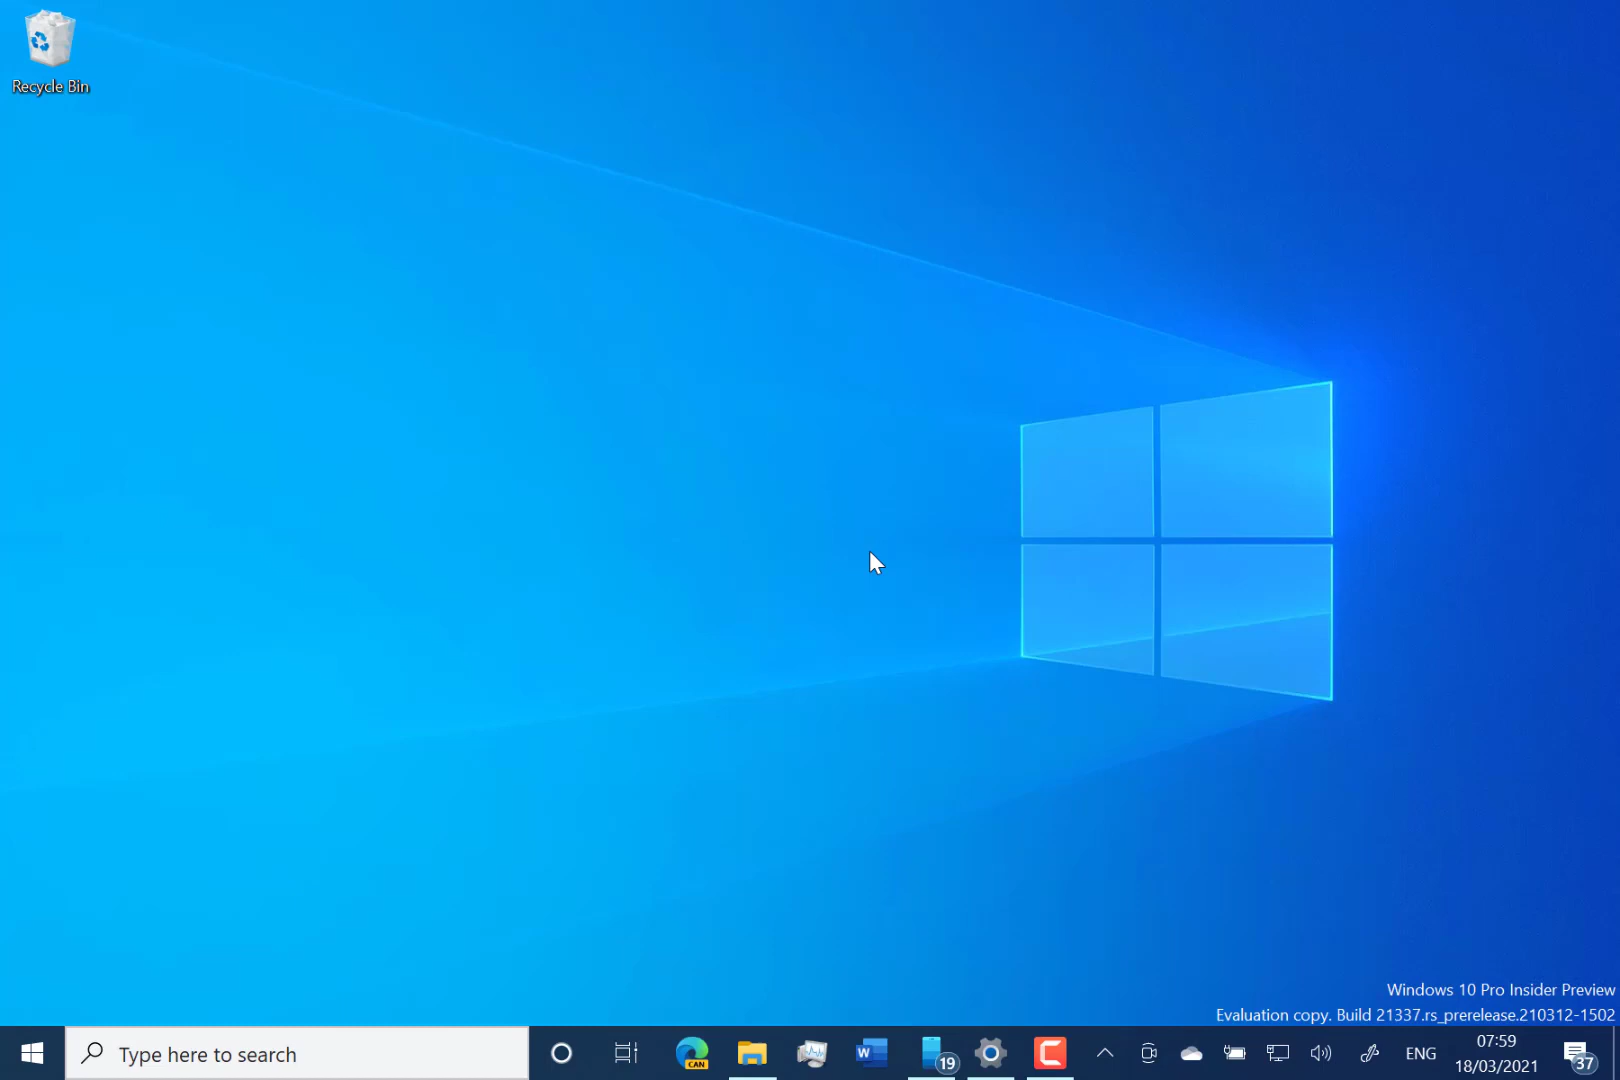 Recycle Bin
Windows 10 Pro Insider Preview
Evaluation copy. Build 21337.rs_prerelease.210312-1502
Type here to search
CAN
W
19
ENG
07:59
18/03/2021
37